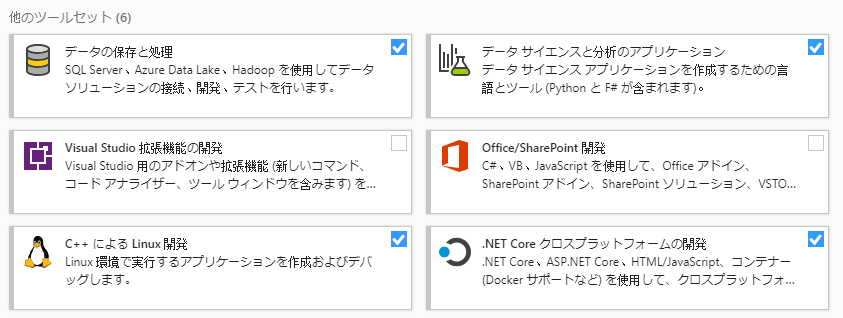 他のツールセット (6)
データの保存と処理
SQL Server、Azure Data Lake、Hadoop を使用してデータ
ソリューションの接続、開発、テストを行います。
データ サイエンスと分析のアプリケーション
データ サイエンス アプリケーションを作成するための言
語とツール (Python と F# が含まれます)。
Visual Studio 拡張機能の開発
Visual Studio 用のアドオンや拡張機能 (新しいコマンド、
コード アナライザー、ツール ウィンドウを含みます) を...
Office/SharePoint 開発
C#、VB、JavaScript を使用して、Office アドイン、
SharePoint アドイン、SharePoint ソリューション、VSTO...
C++ による Linux 開発
Linux 環境で実行するアプリケーションを作成およびデバ
ッグします。
.NET Core クロスプラットフォームの開発
.NET Core、ASP.NET Core、HTML/JavaScript、コンテナー
(Docker サポートなど) を使用して、クロスプラットフォ...